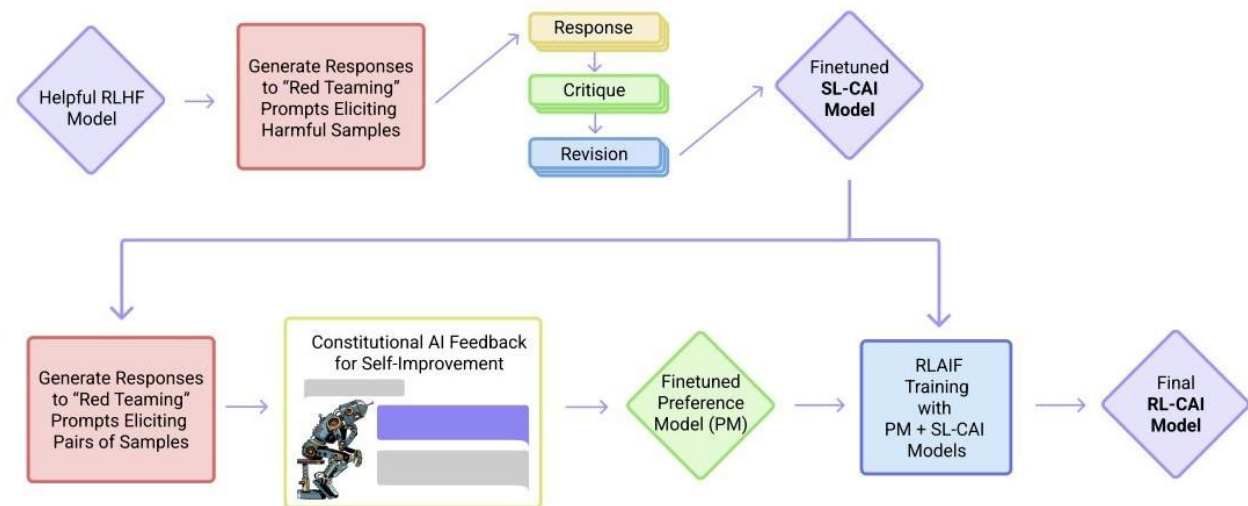 Helpful RLHF
Model
Generate Responses
to “Red Teaming”
Prompts Eliciting
Harmful Samples
Response
Critique
Revision
Finetuned
SL-CAI
Model
Generate Responses
to “Red Teaming”
Prompts Eliciting
Pairs of Samples
Constitutional AI Feedback
for Self-Improvement
Finetuned
Preference
Model (PM)
RLAIF
Training
with
PM + SL-CAI
Models
Final
RL-CAI
Model